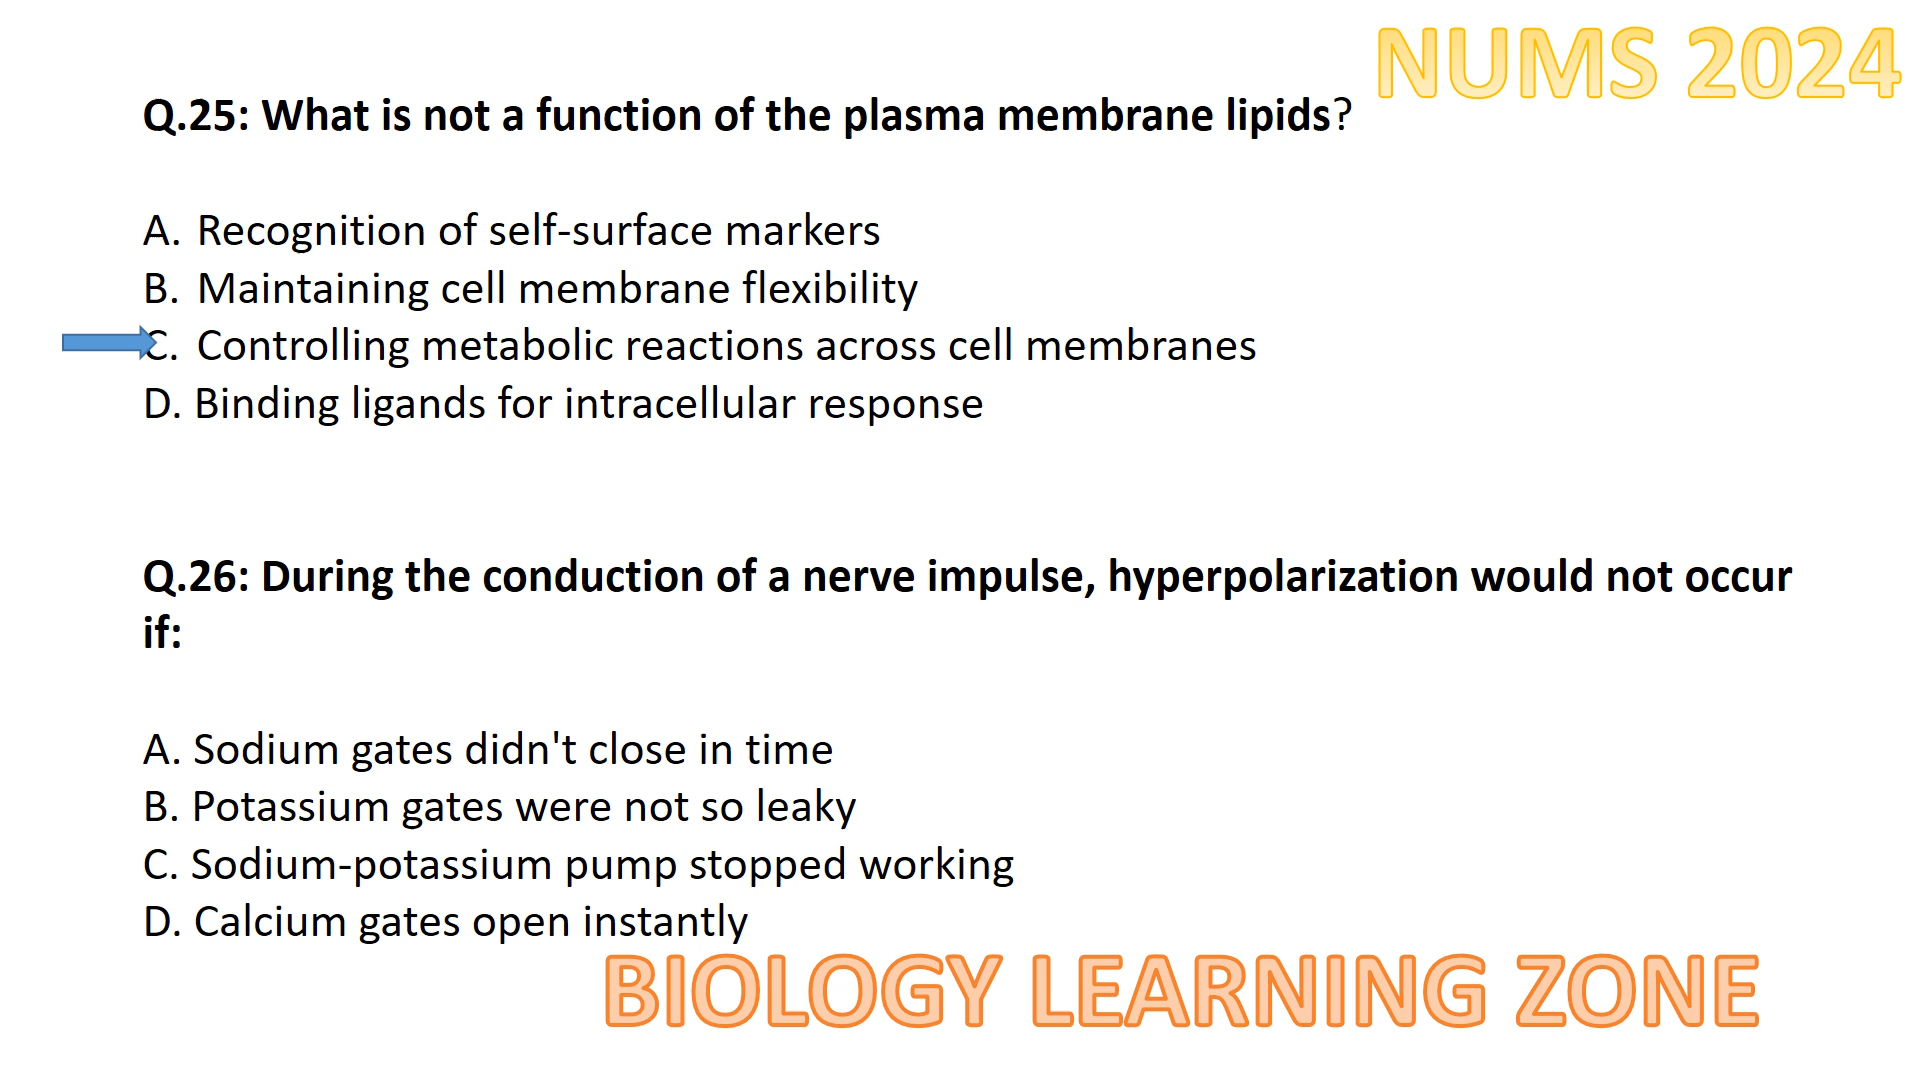 NUMS 2024
Q.25: What is not a function of the plasma membrane lipids?
A. Recognition of self-surface markers
B. Maintaining cell membrane flexibility
C. Controlling metabolic reactions across cell membranes
D. Binding ligands for intracellular response
Q.26: During the conduction of a nerve impulse, hyperpolarization would not occur
if:
A. Sodium gates didn't close in time
B. Potassium gates were not so leaky
C. Sodium-potassium pump stopped working
D. Calcium gates open instantly
BIOLOGY LEARNING ZONE